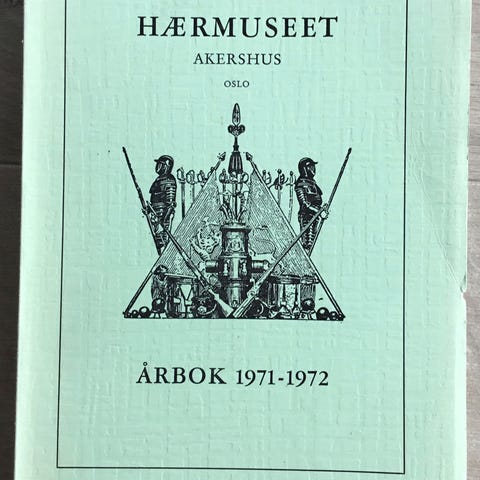 HÆRMUSEET
AKERSHUS
OSLO
ÅRBOK 1971-1972